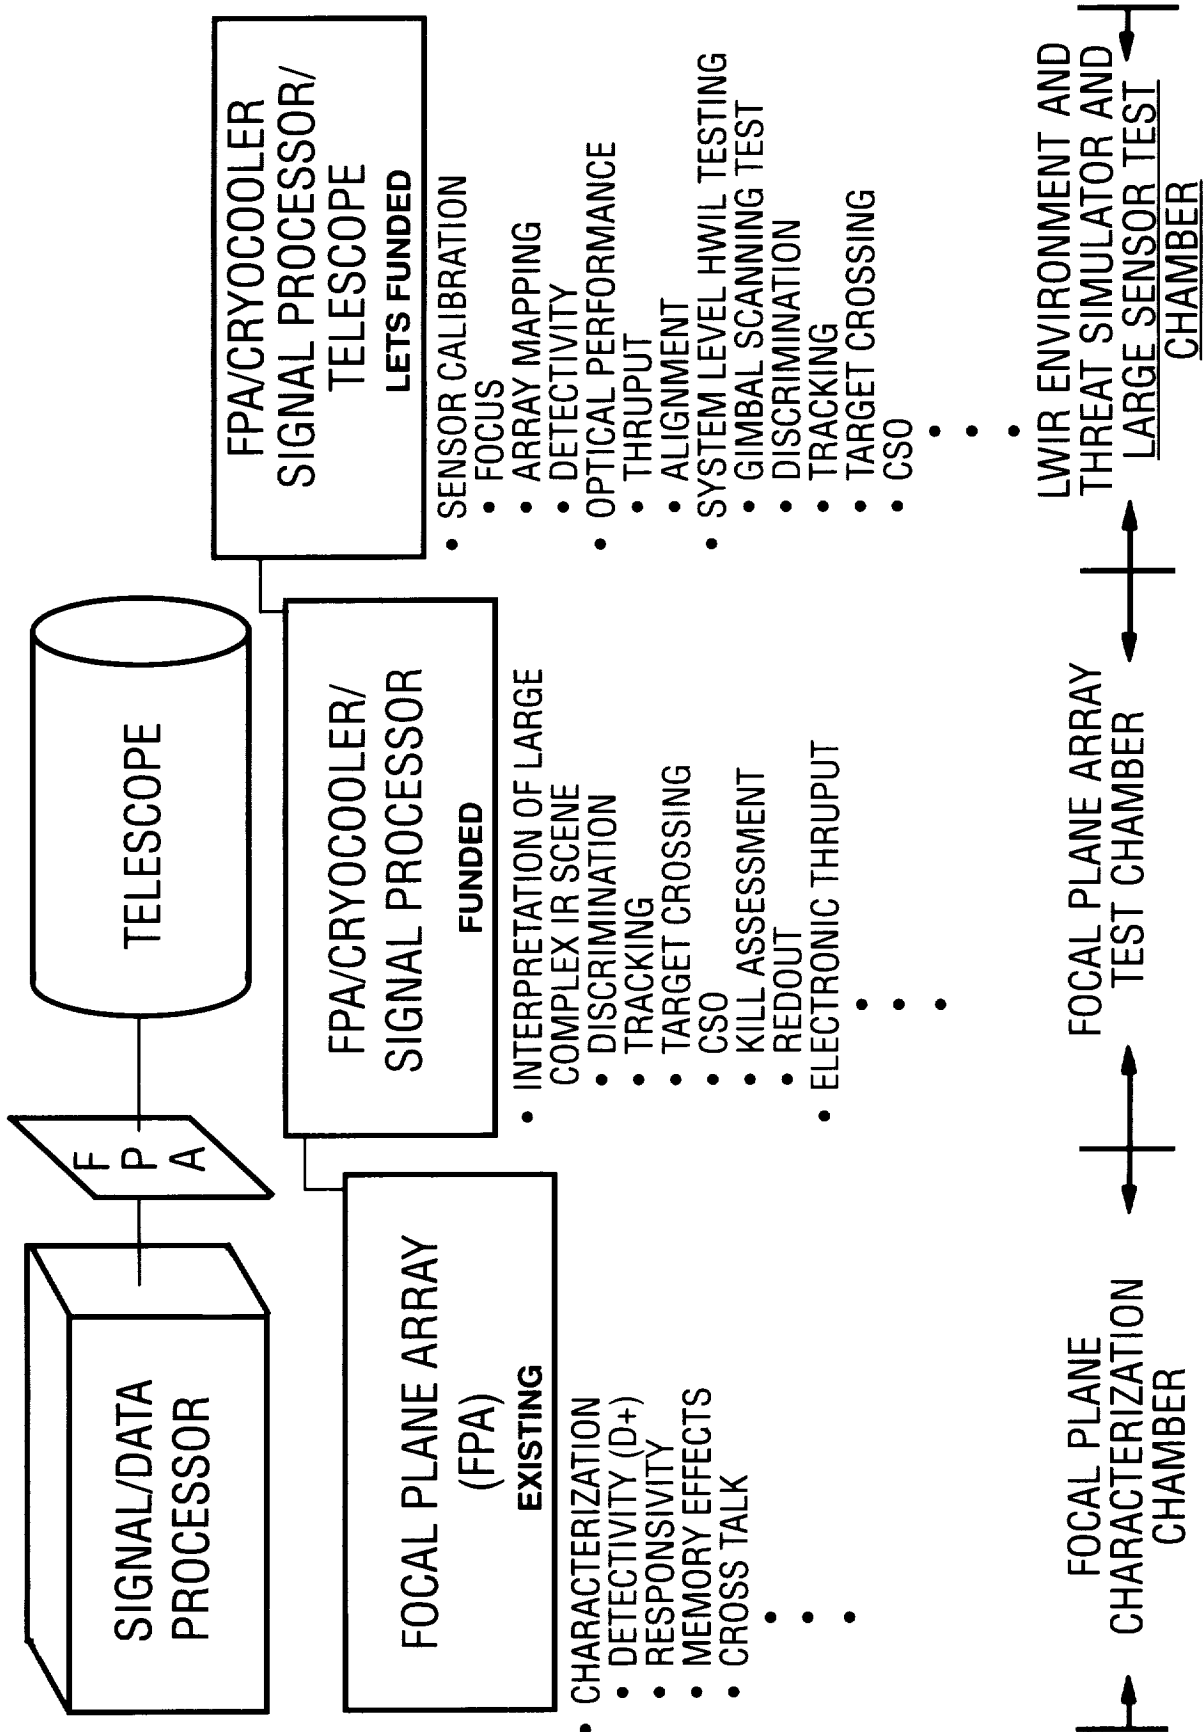 SIGNAL/DATA
PROCESSOR
F
P
A
TELESCOPE
FOCAL PLANE ARRAY
(FPA)
EXISTING
• CHARACTERIZATION
• DETECTIVITY (D+)
• RESPONSIVITY
• MEMORY EFFECTS
• CROSS TALK
•
•
•
FPA/CRYOCOOLER/
SIGNAL PROCESSOR
FUNDED
• INTERPRETATION OF LARGE
COMPLEX IR SCENE
• DISCRIMINATION
• TRACKING
• TARGET CROSSING
• CSO
• KILL ASSESSMENT
• REDOUT
• ELECTRONIC THRUPUT
•
•
•
FPA/CRYOCOOLER
SIGNAL PROCESSOR/
TELESCOPE
LETS FUNDED
• SENSOR CALIBRATION
• FOCUS
• ARRAY MAPPING
• DETECTIVITY
• OPTICAL PERFORMANCE
• THRUPUT
• ALIGNMENT
• SYSTEM LEVEL HWIL TESTING
• GIMBAL SCANNING TEST
• DISCRIMINATION
• TRACKING
• TARGET CROSSING
• CSO
•
•
•
FOCAL PLANE
CHARACTERIZATION
CHAMBER
FOCAL PLANE ARRAY
TEST CHAMBER
LWIR ENVIRONMENT AND
THREAT SIMULATOR AND
LARGE SENSOR TEST
CHAMBER